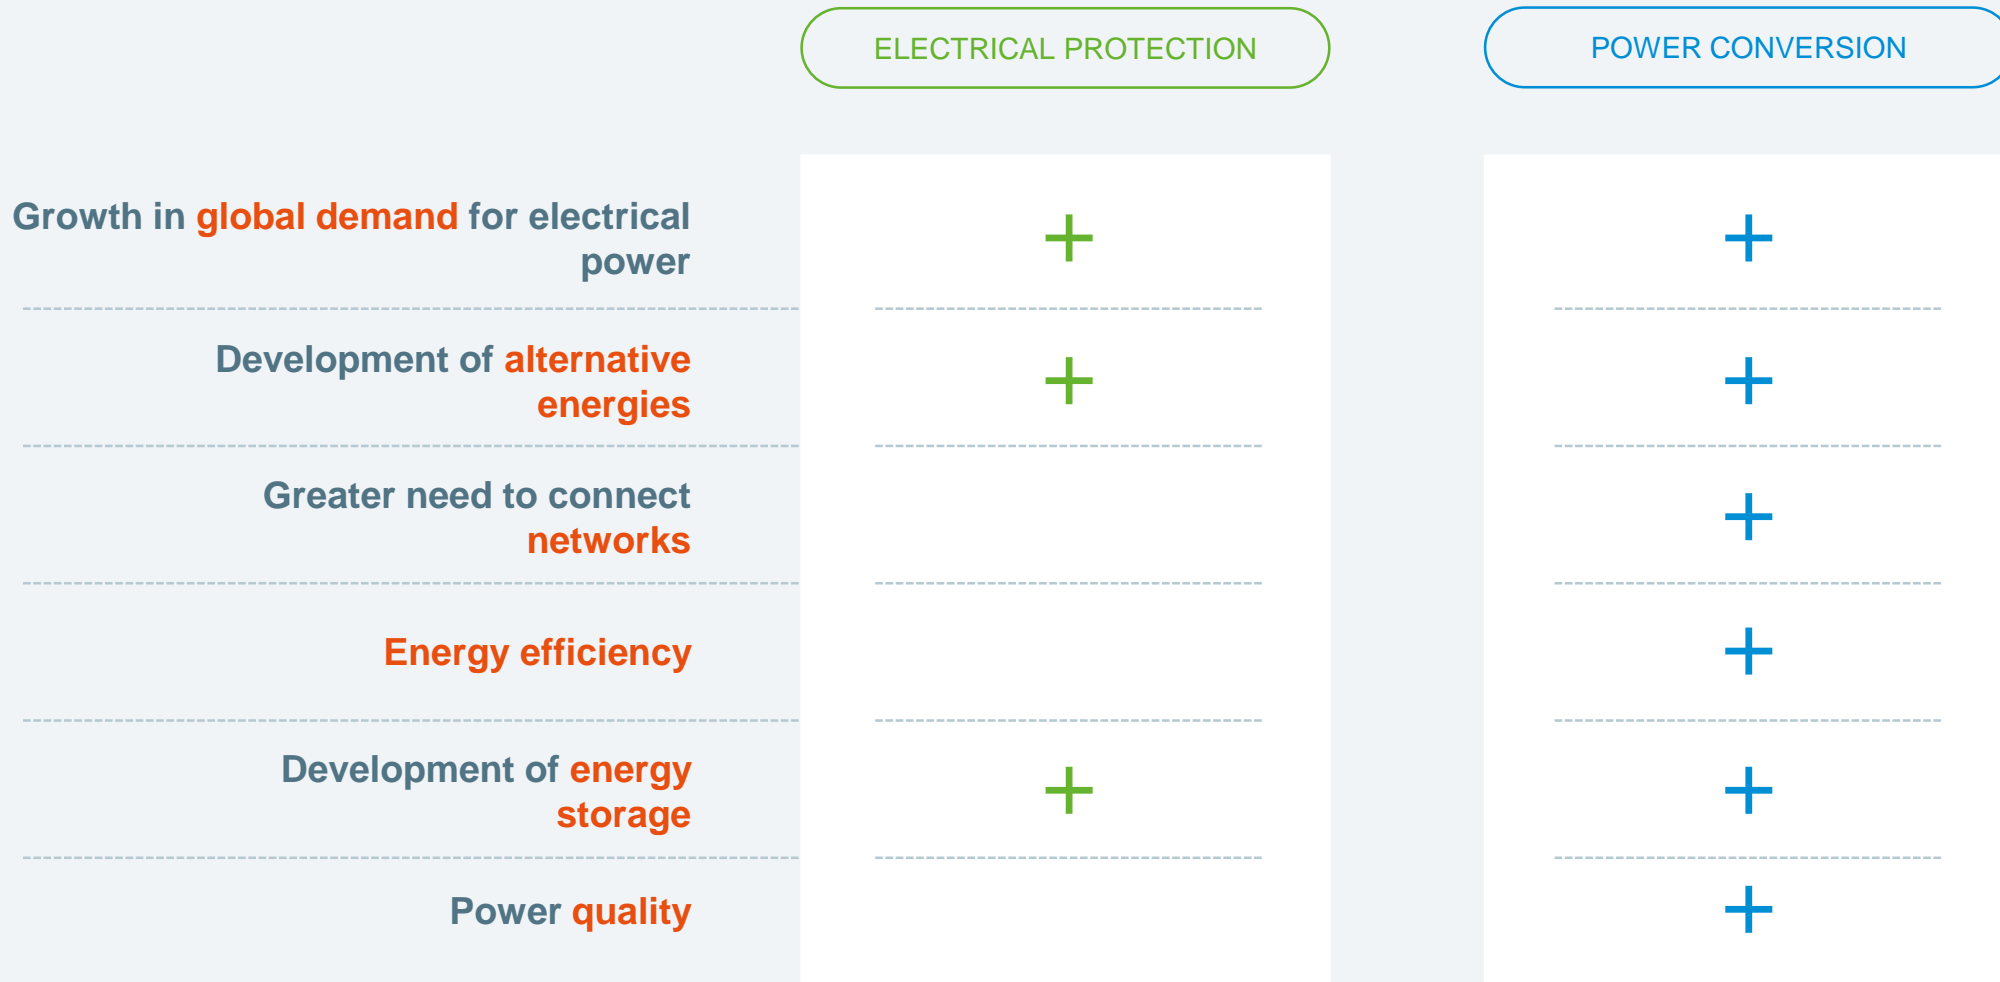 ELECTRICAL PROTECTION
POWER CONVERSION
Growth in global demand for electrical
power
+ +
Development of alternative
energies
+ +
Greater need to connect
networks
+
Energy efficiency
+
Development of energy
storage
+ +
Power quality
+